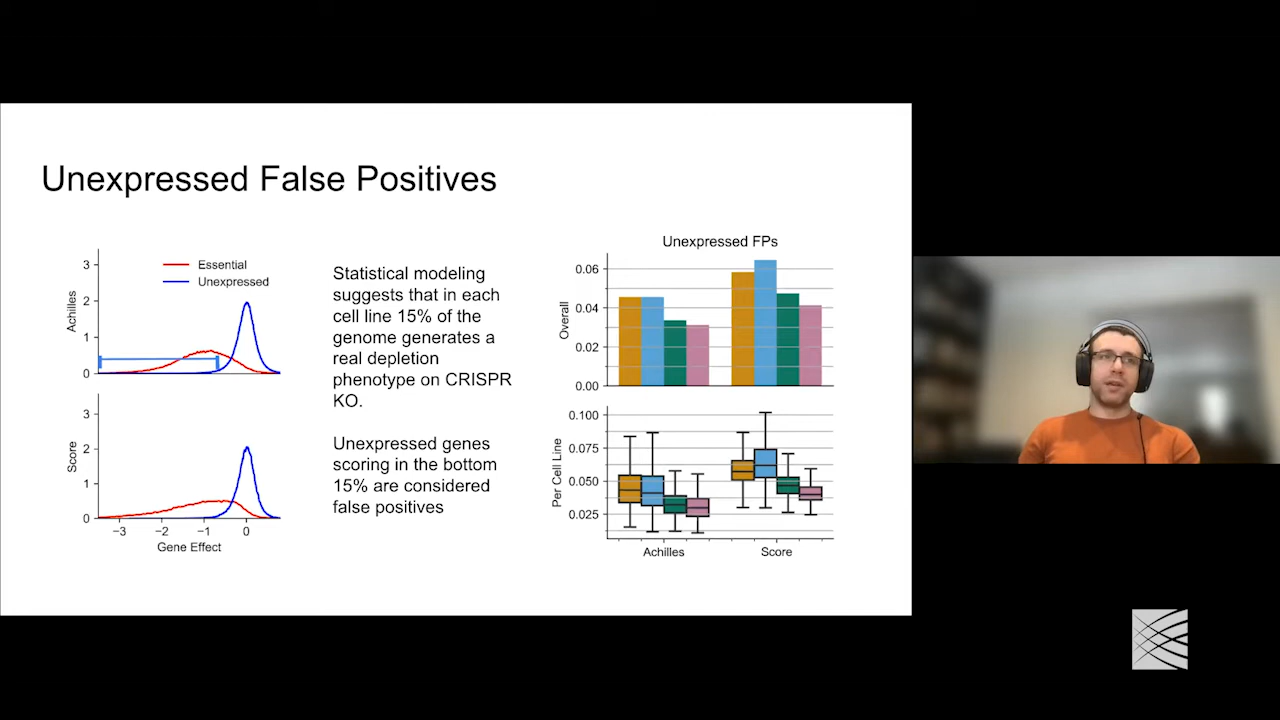 Unexpressed False Positives
3
2
1
0
Achilles
Essential
Unexpressed
3
2
1
0
Score
−3
−2
−1
0
Gene Effect
Statistical modeling
suggests that in each
cell line 15% of the
genome generates a
real depletion
phenotype on CRISPR
KO.
Unexpressed genes
scoring in the bottom
15% are considered
false positives
Unexpressed FPs
0.06
0.04
0.02
0.00
Overall
0.100
0.075
0.050
0.025
Per Cell Line
Achilles
Score